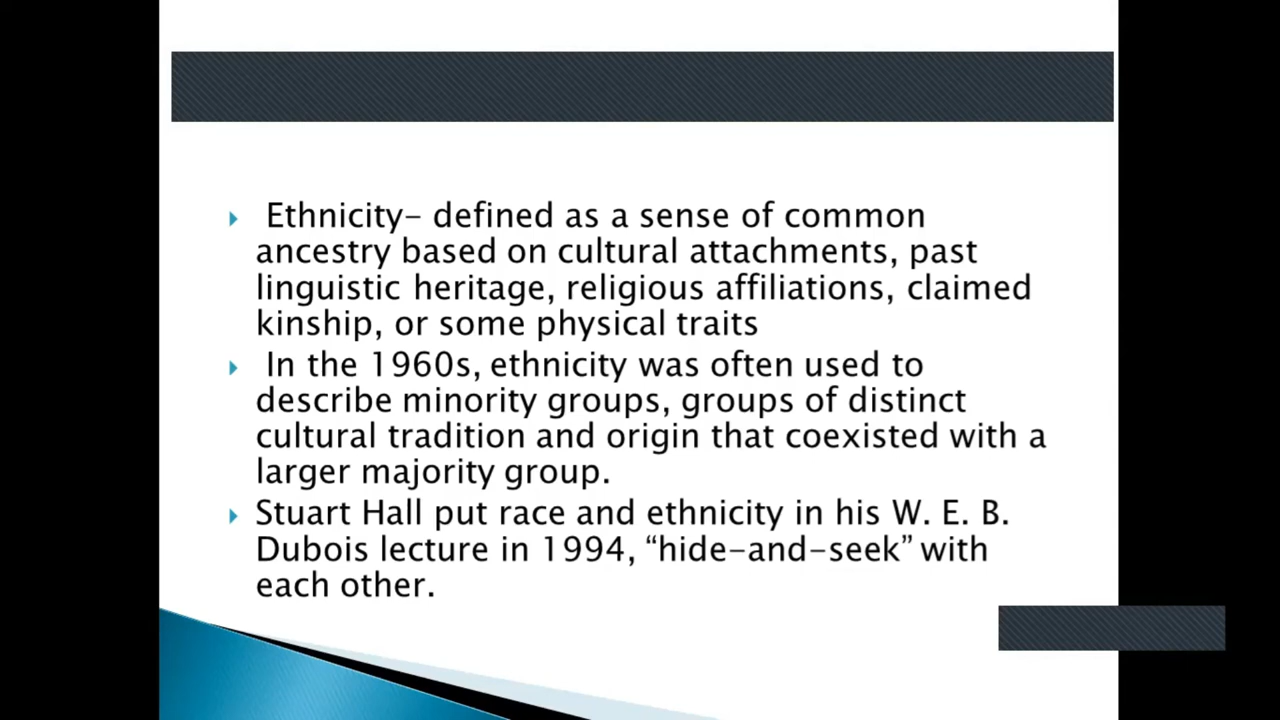 Ethnicity- defined as a sense of common
ancestry based on cultural attachments, past
linguistic heritage, religious affiliations, claimed
kinship, or some physical traits
In the 1960s, ethnicity was often used to
describe minority groups, groups of distinct
cultural tradition and origin that coexisted with a
larger majority group.
Stuart Hall put race and ethnicity in his W. E. B.
Dubois lecture in 1994, “hide-and-seek” with
each other.